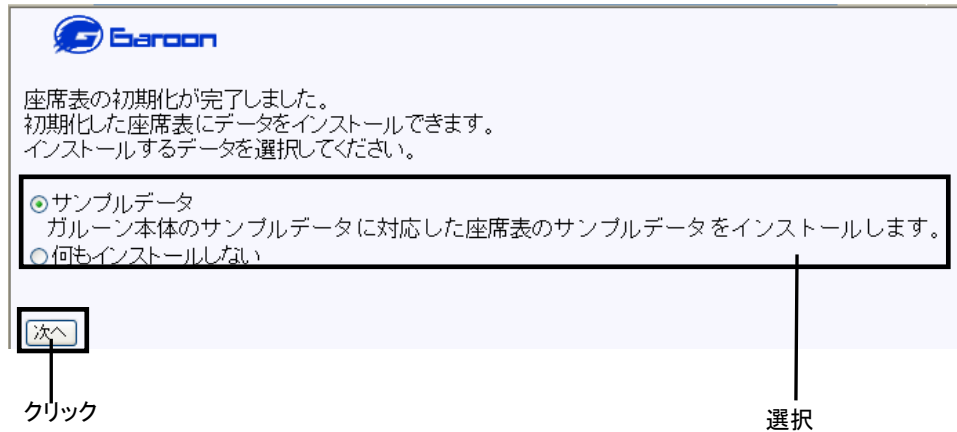 Garoon
座席表の初期化が完了しました。
初期化した座席表にデータをインストールできます。
インストールするデータを選択してください。
サンプルデータ
ガルーン本体のサンプルデータに対応した座席表のサンプルデータをインストールします。
何もインストールしない
次へ
クリック
選択